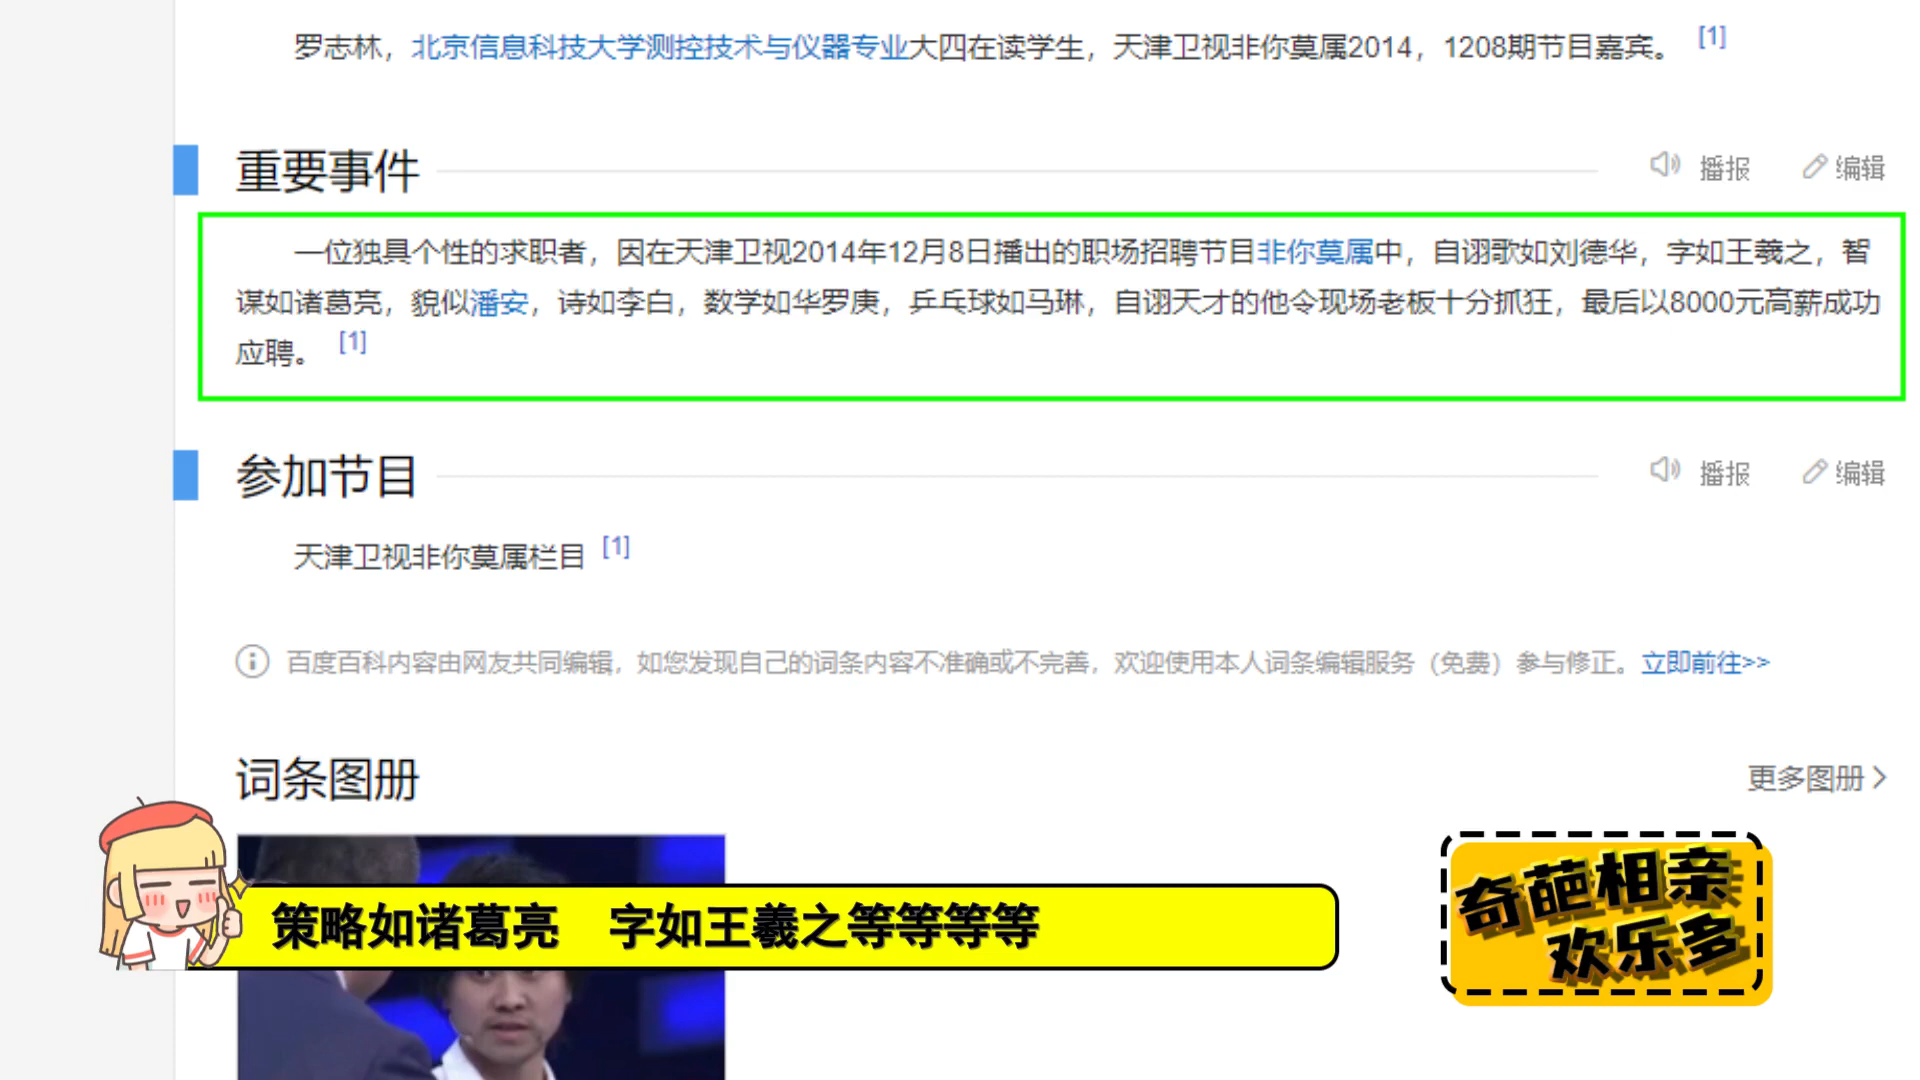 罗志林，北京信息科技大学测控技术与仪器专业大四在读学生，天津卫视非你莫属2014，1208期节目嘉宾。 [1]
重要事件
播报 编辑
一位独具个性的求职者，因在天津卫视2014年12月8日播出的职场招聘节目非你莫属中，自诩歌如刘德华，字如王羲之，智
谋如诸葛亮，貌似潘安，诗如李白，数学如华罗庚，乒乓球如马琳，自诩天才的他令现场老板十分抓狂，最后以8000元高薪成功
应聘。 [1]
参加节目
播报 编辑
天津卫视非你莫属栏目 [1]
百度百科内容由网友共同编辑，如您发现自己的词条内容不准确或不完善，欢迎使用本人词条编辑服务（免费）参与修正。立即前往>>
词条图册
更多图册 >
策略如诸葛亮 字如王羲之等等等等
奇葩相亲
欢乐多